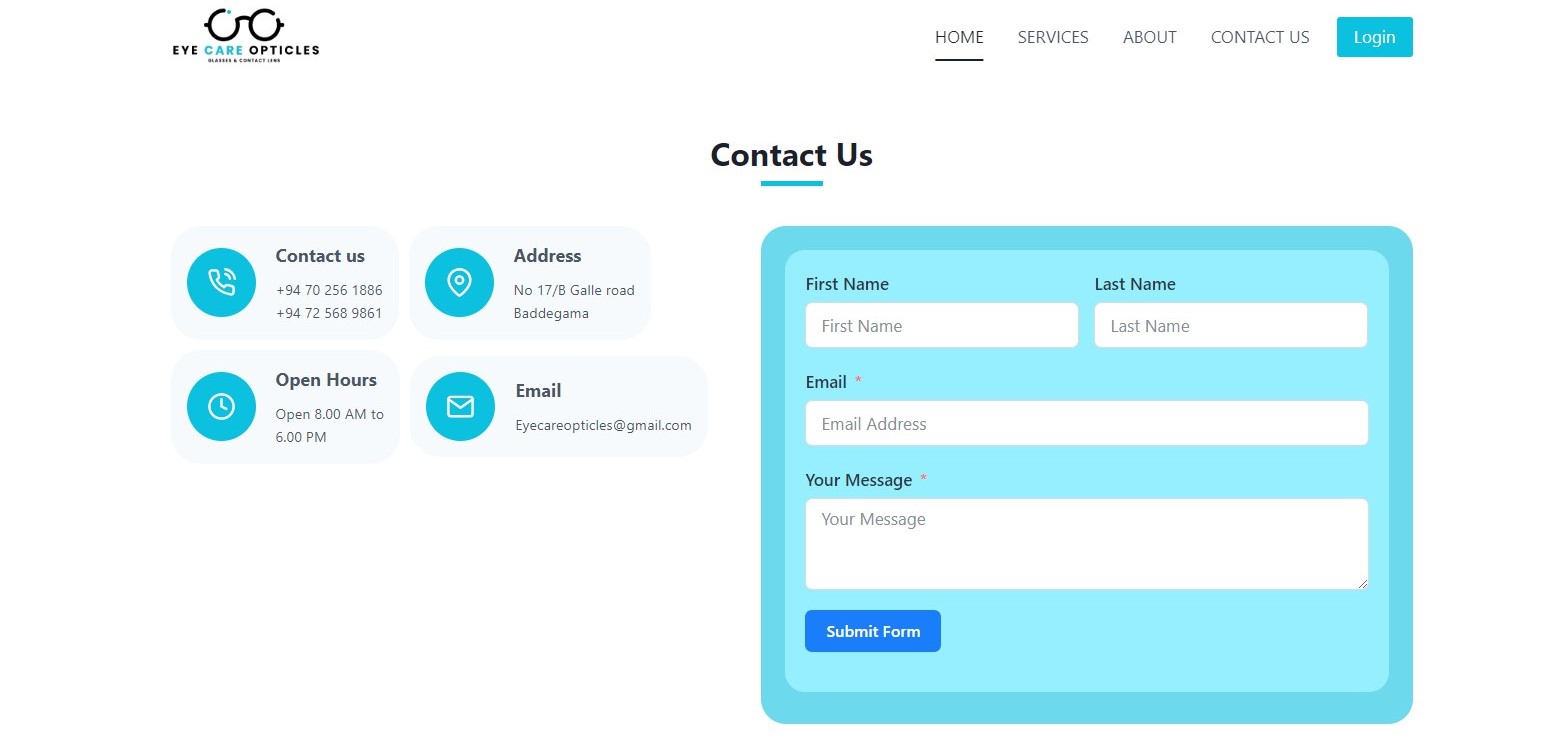 EYE CARE OPTICLES
GLASSES & CONTACT LENS
HOME SERVICES ABOUT CONTACT US Login
Contact Us
Contact us
+94 70 256 1886
+94 72 568 9861
Address
No 17/B Galle road
Baddegama
Open Hours
Open 8.00 AM to
6.00 PM
Email
Eyecareopticles@gmail.com
First Name Last Name
First Name Last Name
Email *
Email Address
Your Message *
Your Message
Submit Form